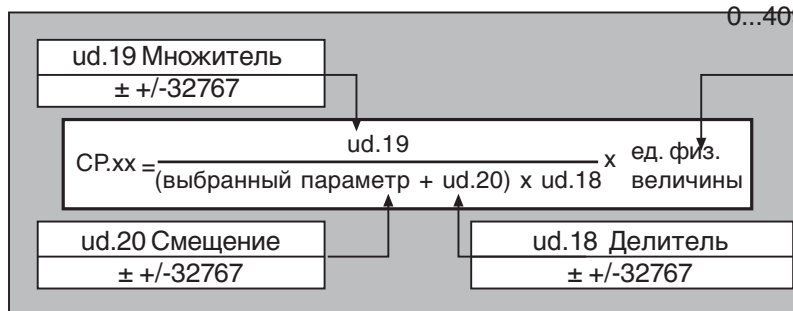 0...40
ud.19 Множитель
± +/-32767
ud.19
CP.xx = (выбранный параметр + ud.20) x ud.18 x ед. физ. величины
ud.20 Смещение
± +/-32767
ud.18 Делитель
± +/-32767